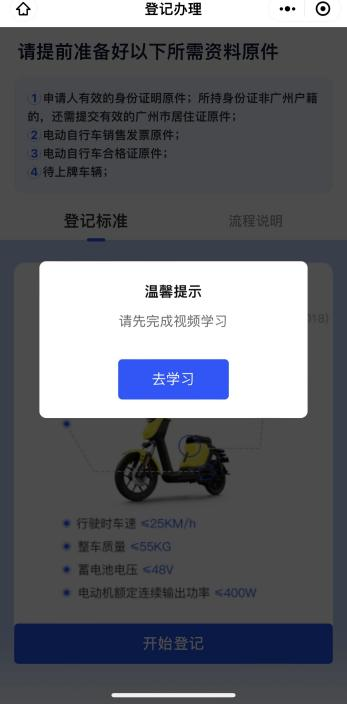 登记办理
请提前准备好以下所需资料原件
1 申请人有效的身份证明原件；所持身份证非广州户籍
的，还需提交有效的广州市居住证原件；
2 电动自行车销售发票原件；
3 电动自行车合格证原件；
4 待上牌车辆；
登记标准 流程说明
018)
温馨提示
请先完成视频学习
去学习
行驶时车速 ≤25KM/h
整车质量 ≤55KG
蓄电池电压 ≤48V
电动机额定连续输出功率 ≤400W
开始登记